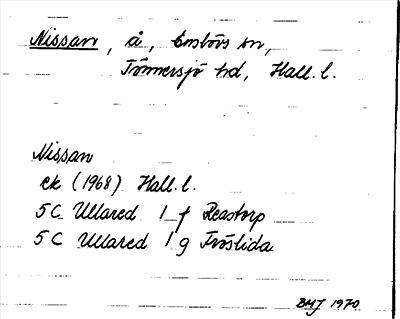 Nissan, å, Enslövs sn,
Tönnersjö hd, Hall. l.
Nissan
ek (1968) Hall. l.
5C Ullared 1 f Reastorp
5C Ullared 1 g Fröslida
BMJ 1970